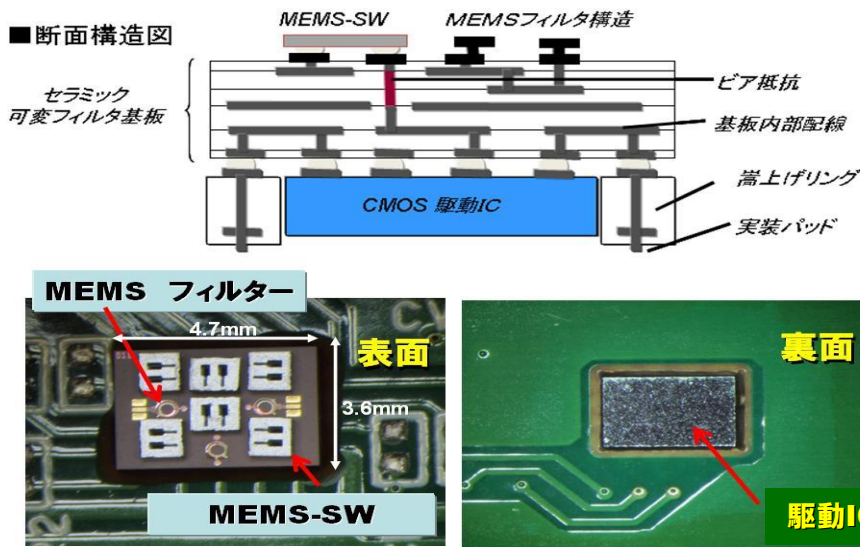 ■断面構造図
MEMS-SW
MEMSフィルタ構造
セラミック
可変フィルタ基板
ビア抵抗
基板内部配線
CMOS 駆動IC
嵩上げリング
実装パッド
MEMS フィルター
4.7mm
表面
3.6mm
MEMS-SW
裏面
駆動IC